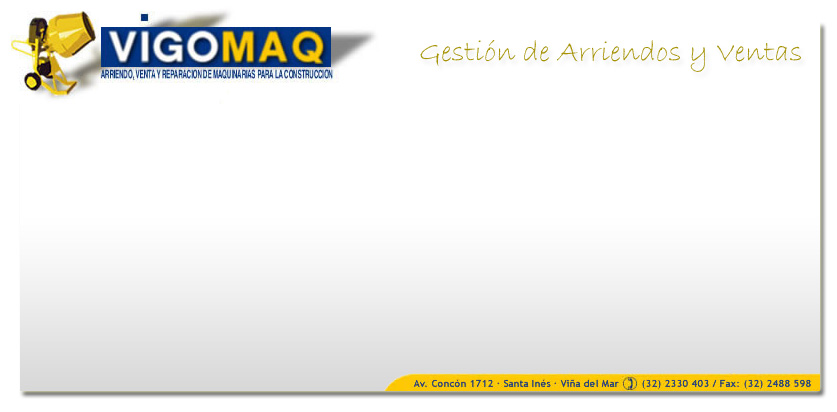 VIGOMAQ
ARRIENDO, VENTA Y REPARACION DE MAQUINARIAS PARA LA CONSTRUCCION
Gestión de Arriendos y Ventas
Av. Concón 1712 · Santa Inés · Viña del Mar (32) 2330 403 / Fax: (32) 2488 598